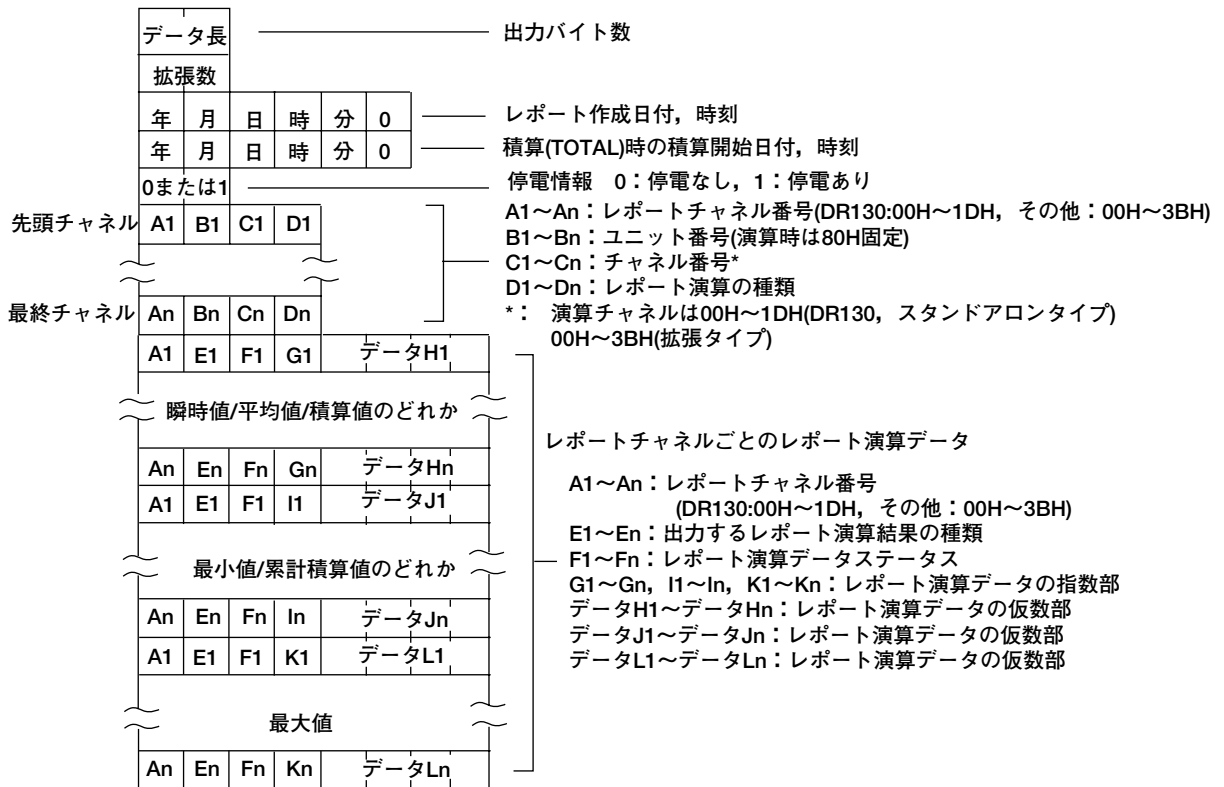 データ長 出力バイト数
拡張数
年 月 日 時 分 0 レポート作成日付，時刻
年 月 日 時 分 0 積算(TOTAL)時の積算開始日付，時刻
0または1 停電情報　0：停電なし，1：停電あり
先頭チャネル A1 B1 C1 D1
A1〜An：レポートチャネル番号(DR130:00H〜1DH，その他：00H〜3BH)
B1〜Bn：ユニット番号(演算時は80H固定)
C1〜Cn：チャネル番号*
D1〜Dn：レポート演算の種類
*：　演算チャネルは00H〜1DH(DR130，スタンドアロンタイプ)
00H〜3BH(拡張タイプ)
最終チャネル An Bn Cn Dn
A1 E1 F1 G1 データH1
瞬時値/平均値/積算値のどれか
An En Fn Gn データHn
A1 E1 F1 I1 データJ1
最小値/累計積算値のどれか
An En Fn In データJn
A1 E1 F1 K1 データL1
最大値
An En Fn Kn データLn
レポートチャネルごとのレポート演算データ
A1〜An：レポートチャネル番号
(DR130:00H〜1DH，その他：00H〜3BH)
E1〜En：出力するレポート演算結果の種類
F1〜Fn：レポート演算データステータス
G1〜Gn，I1〜In，K1〜Kn：レポート演算データの指数部
データH1〜データHn：レポート演算データの仮数部
データJ1〜データJn：レポート演算データの仮数部
データL1〜データLn：レポート演算データの仮数部